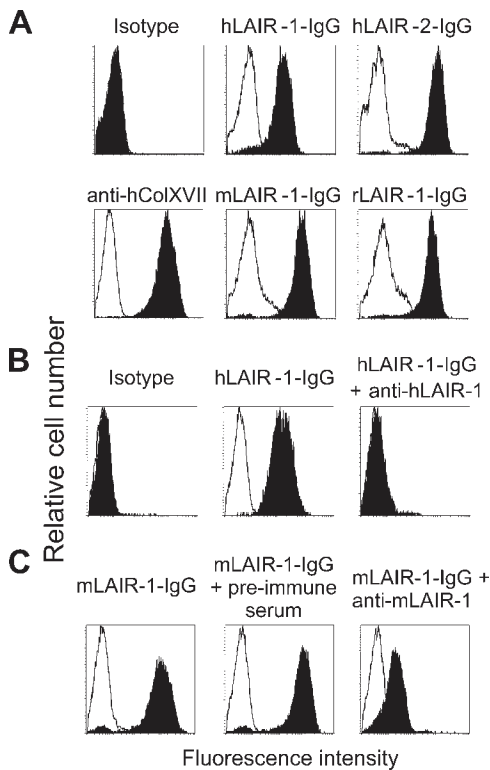 A
Isotype
hLAIR-1-IgG
hLAIR-2-IgG
anti-hColXVII
mLAIR-1-IgG
rLAIR-1-IgG
Relative cell number
B
Isotype
hLAIR-1-IgG
hLAIR-1-IgG
+ anti-hLAIR-1
C
mLAIR-1-IgG
mLAIR-1-IgG
+ pre-immune
serum
mLAIR-1-IgG +
anti-mLAIR-1
Fluorescence intensity